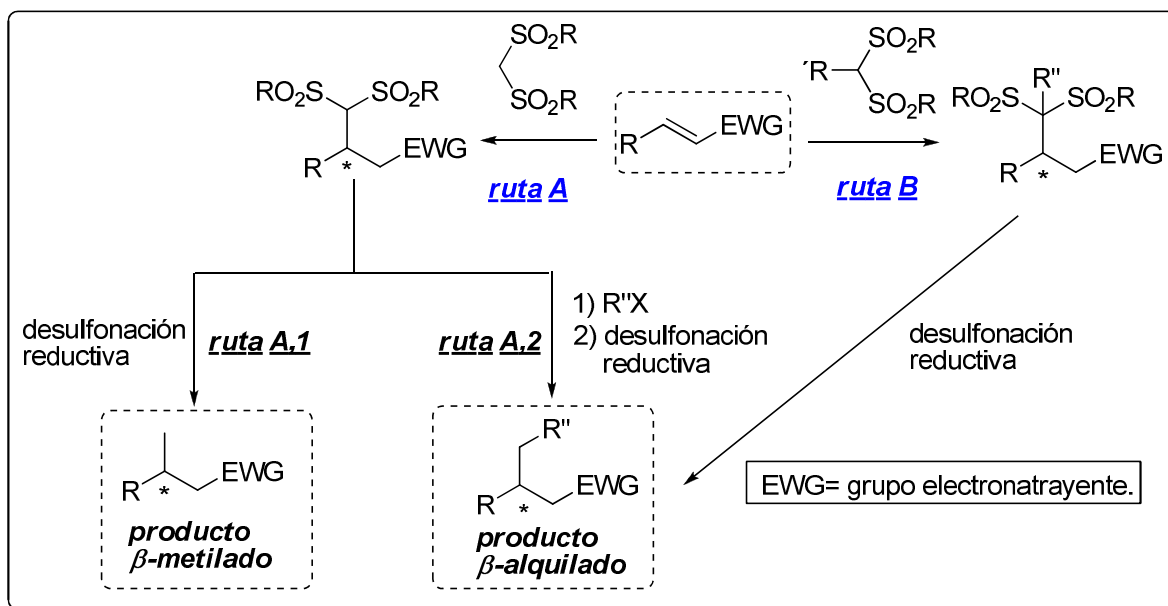 SO2R
SO2R
RO2S SO2R
EWG
R
*
ruta A
R
EWG
´R
SO2R
SO2R
ruta B
R"
RO2S SO2R
EWG
R
*
desulfonación
reductiva
ruta A,1
ruta A,2
1) R"X
2) desulfonación
reductiva
desulfonación
reductiva
EWG
R
*
producto
β-metilado
R"
EWG
R
*
producto
β-alquilado
EWG= grupo electronatrayente.